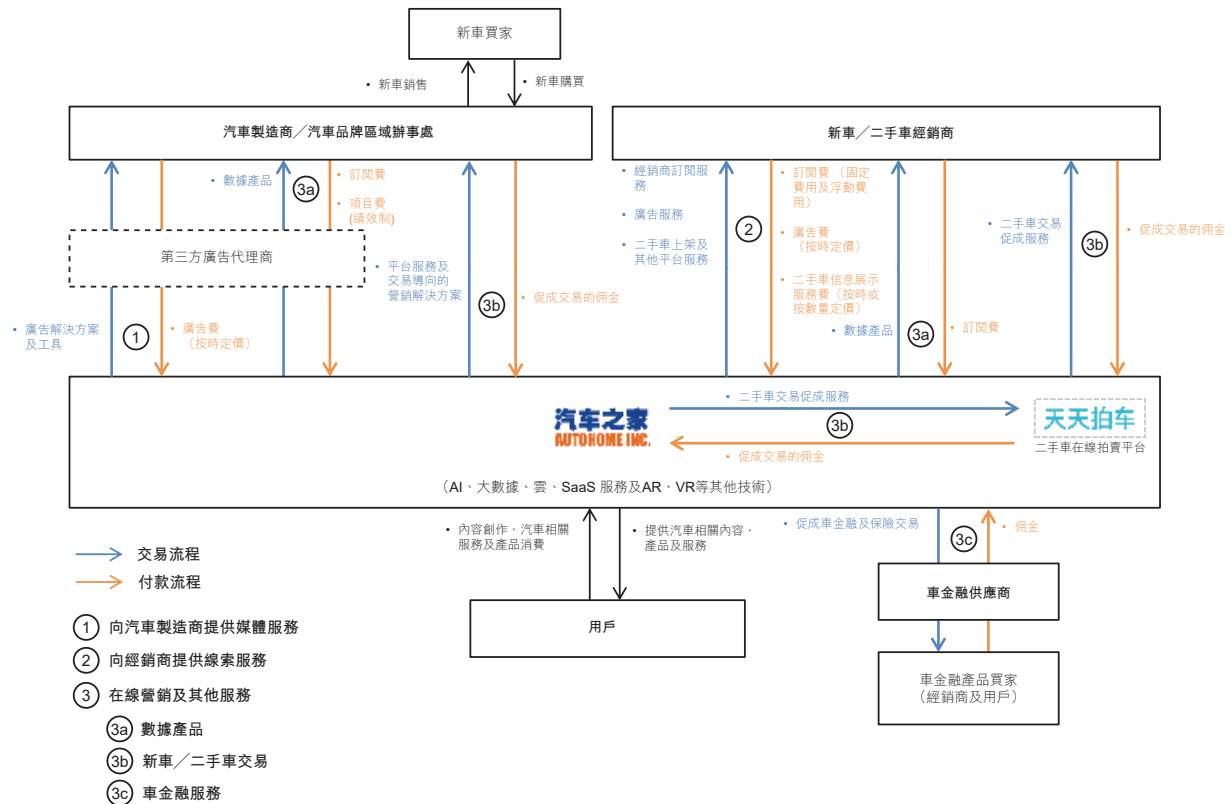 新車買家
• 新車銷售
• 新車購買
汽車製造商／汽車品牌區域辦事處
新車／二手車經銷商
• 數據產品
3a
• 訂閱費
• 項目費
(績效制)
第三方廣告代理商
• 平台服務及
交易導向的
營銷解決方案
3b
• 促成交易的佣金
• 廣告解決方案
及工具
1
• 廣告費
（按時定價）
• 經銷商訂閱服
務
• 廣告服務
• 二手車上架及
其他平台服務
2
• 訂閱費 （固定
費用及浮動費
用）
• 廣告費
（按時定價）
• 二手車信息展示
服務費（按時或
按數量定價）
• 數據產品
3a
• 訂閱費
• 二手車交易
促成服務
3b
• 促成交易的佣金
汽车之家
AUTOHOME INC.
• 二手車交易促成服務
3b
• 促成交易的佣金
天天拍车
二手車在線拍賣平台
（AI、大數據、雲、SaaS 服務及AR、VR等其他技術）
• 內容創作、汽車相關
服務及產品消費
• 提供汽車相關內容、
產品及服務
• 促成車金融及保險交易
3c
• 佣金
用戶
車金融供應商
車金融產品買家
（經銷商及用戶）
交易流程
付款流程
1 向汽車製造商提供媒體服務
2 向經銷商提供線索服務
3 在線營銷及其他服務
3a 數據產品
3b 新車／二手車交易
3c 車金融服務